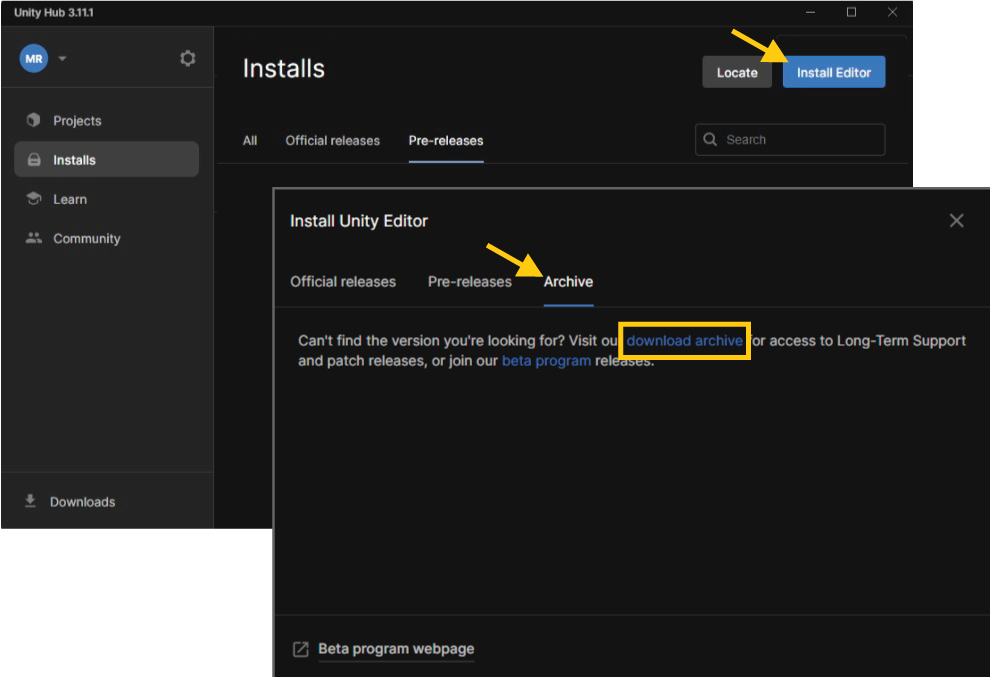 Unity Hub 3.11.1
MR
Projects
Installs
Learn
Community
Downloads
Installs
Locate
Install Editor
All
Official releases
Pre-releases
Search
Install Unity Editor
Official releases
Pre-releases
Archive
Can't find the version you're looking for? Visit our download archive for access to Long-Term Support
and patch releases, or join our beta program releases.
Beta program webpage